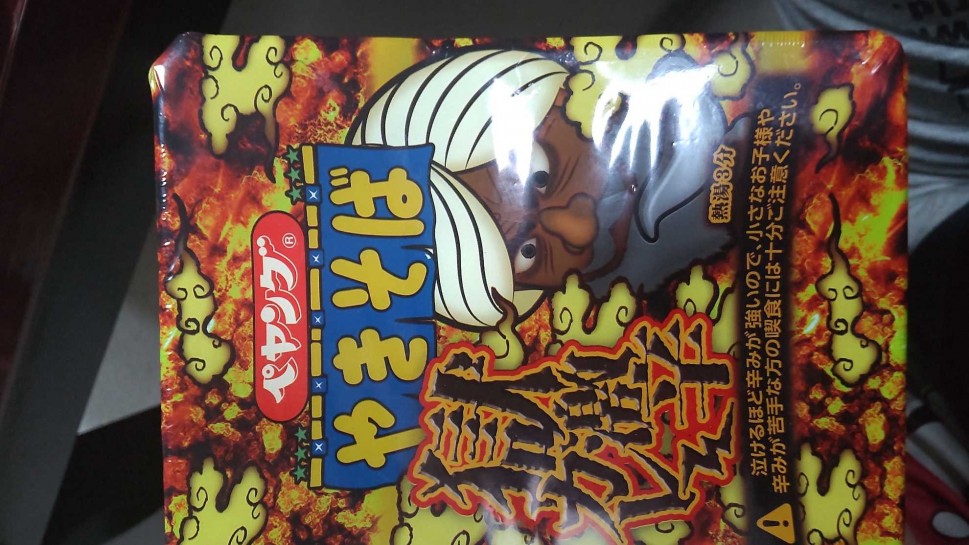 ペヤング®
やきそば
獄激辛
熱湯3分
泣けるほど辛みが強いので、小さなお子様や
辛みが苦手な方の喫食には十分ご注意ください。